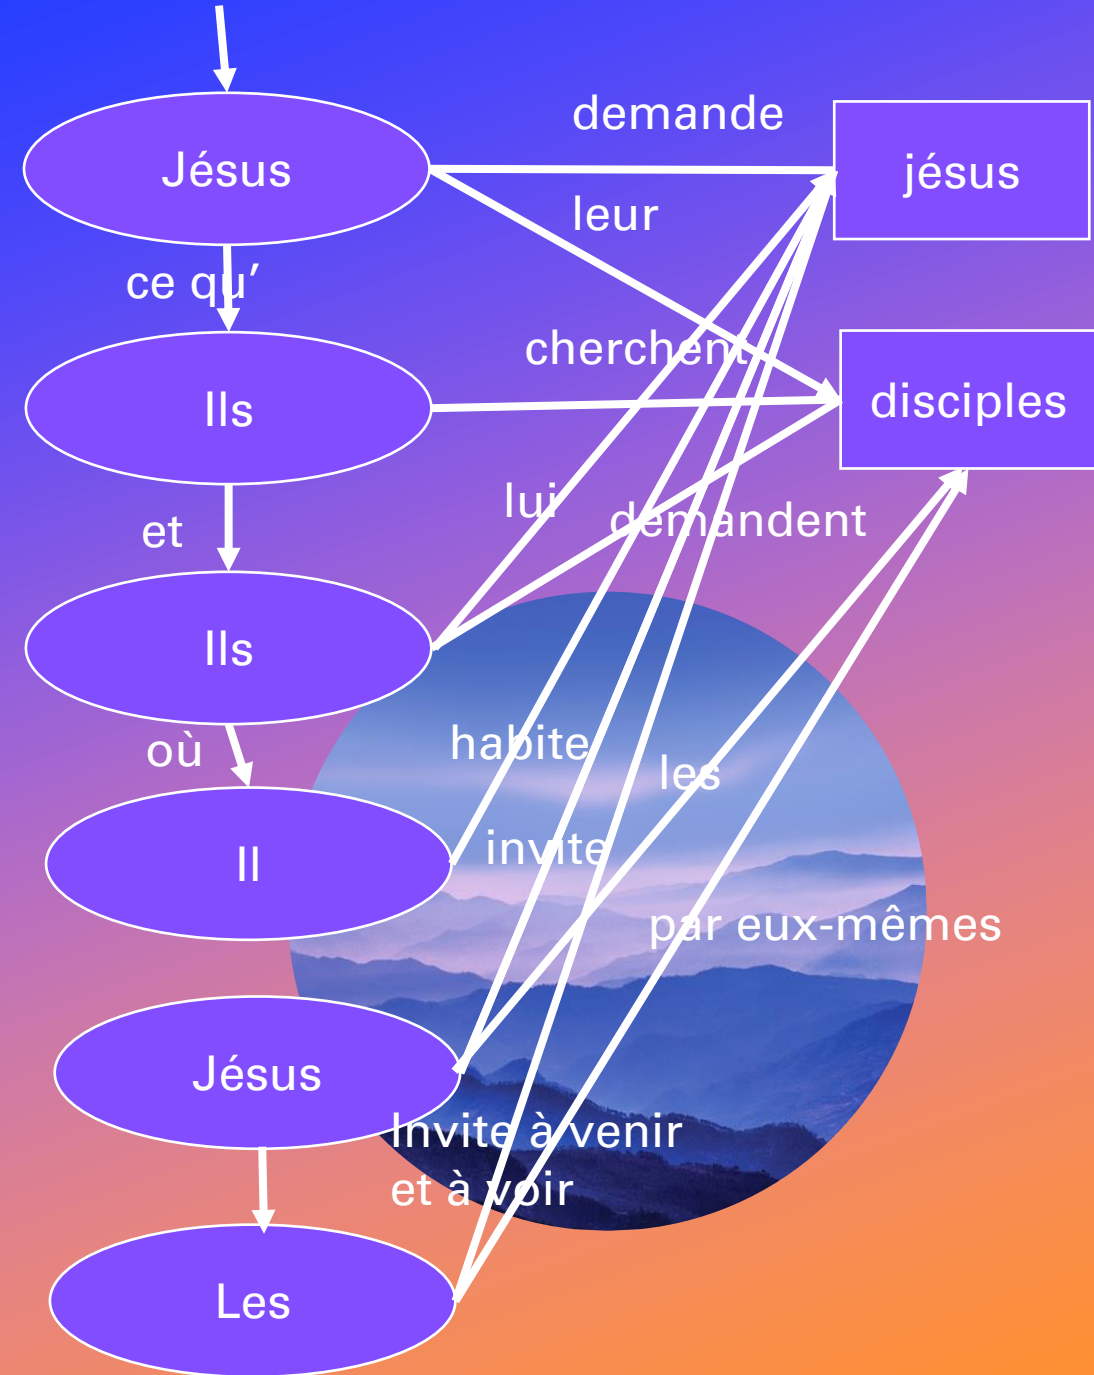 demande
Jésus
jésus
leur
ce qu’
cherchent
Ils
disciples
lui
demandent
et
Ils
où
habite
les
invite
Il
par eux-mêmes
Jésus
Invite à venir
et à voir
Les